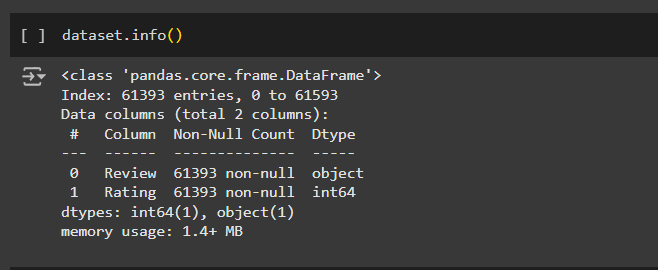 [ ] dataset.info()
<class 'pandas.core.frame.DataFrame'>
Index: 61393 entries, 0 to 61593
Data columns (total 2 columns):
 #   Column  Non-Null Count  Dtype
---  ------  --------------  -----
 0   Review  61393 non-null  object
 1   Rating  61393 non-null  int64
dtypes: int64(1), object(1)
memory usage: 1.4+ MB